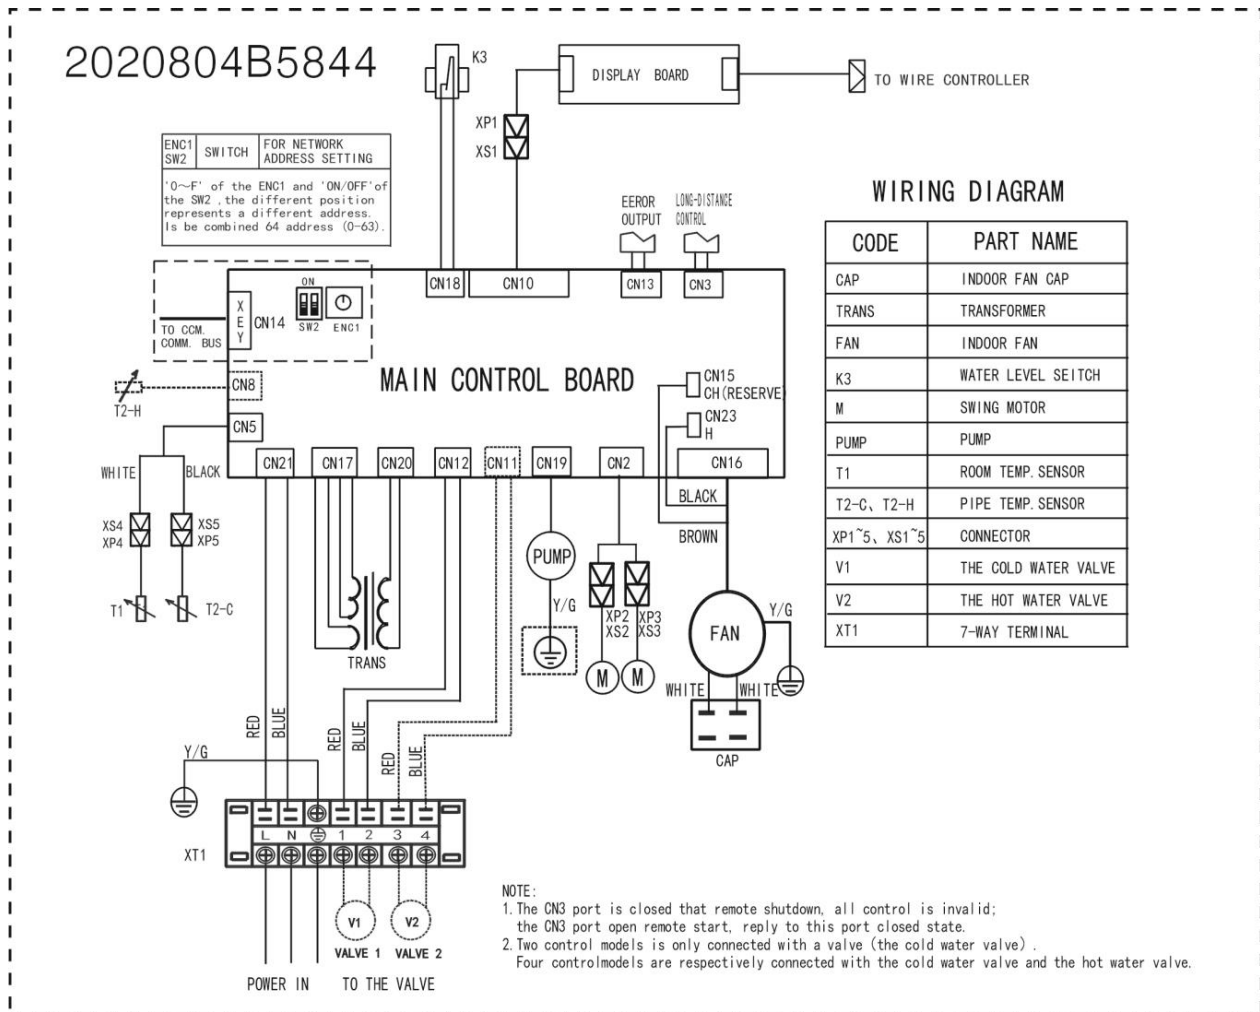 2020804B5844
K3
DISPLAY BOARD
TO WIRE CONTROLLER
XP1
XS1
ENC1
SW2
SWITCH
FOR NETWORK
ADDRESS SETTING
'0~F' of the ENC1 and 'ON/OFF'of
the SW2 ,the different position
represents a different address.
Is be combined 64 address (0-63).
EEROR
OUTPUT
LONG-DISTANCE
CONTROL
WIRING DIAGRAM
CODE PART NAME
CAP INDOOR FAN CAP
TRANS TRANSFORMER
FAN INDOOR FAN
K3 WATER LEVEL SEITCH
M SWING MOTOR
PUMP PUMP
T1 ROOM TEMP. SENSOR
T2-C、T2-H PIPE TEMP. SENSOR
XP1~5、XS1~5 CONNECTOR
V1 THE COLD WATER VALVE
V2 THE HOT WATER VALVE
XT1 7-WAY TERMINAL
CN18
CN10
CN13
CN3
ON
SW2
ENC1
XEY
CN14
TO CCM.
COMM. BUS
CN8
T2-H
CN5
MAIN CONTROL BOARD
CN15
CH(RESERVE)
CN23
H
CN21
CN17
CN20
CN12
CN11
CN19
CN2
CN16
WHITE
BLACK
XS4
XP4
XS5
XP5
T1
T2-C
BLACK
BROWN
PUMP
Y/G
XP2
XS2
XP3
XS3
M
M
FAN
Y/G
WHITE
WHITE
CAP
TRANS
RED
BLUE
RED
BLUE
RED
BLUE
Y/G
L N 1 2 3 4
XT1
V1
V2
VALVE 1
VALVE 2
POWER IN
TO THE VALVE
NOTE:
1. The CN3 port is closed that remote shutdown, all control is invalid;
the CN3 port open remote start, reply to this port closed state.
2. Two control models is only connected with a valve (the cold water valve) .
Four controlmodels are respectively connected with the cold water valve and the hot water valve.